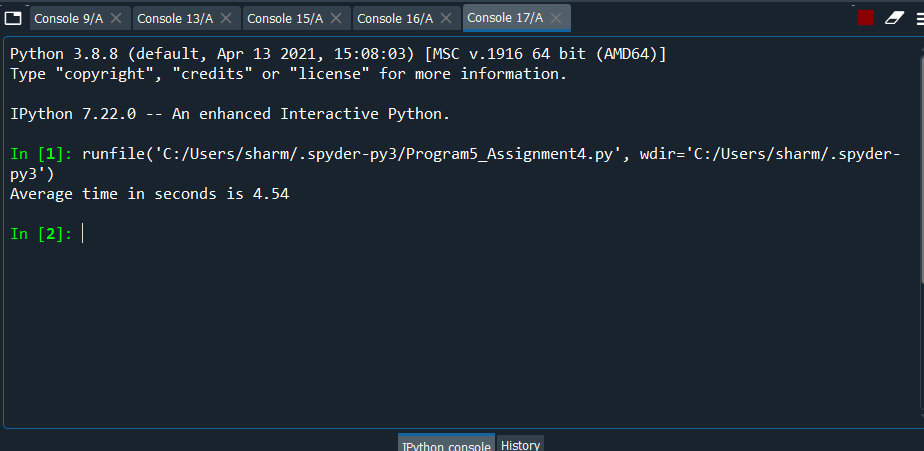 Console 9/A Console 13/A Console 15/A Console 16/A Console 17/A
Python 3.8.8 (default, Apr 13 2021, 15:08:03) [MSC v.1916 64 bit (AMD64)]
Type "copyright", "credits" or "license" for more information.
IPython 7.22.0 -- An enhanced Interactive Python.
In [1]: runfile('C:/Users/sharm/.spyder-py3/Program5_Assignment4.py', wdir='C:/Users/sharm/.spyder-
py3')
Average time in seconds is 4.54
In [2]:
IPython console History